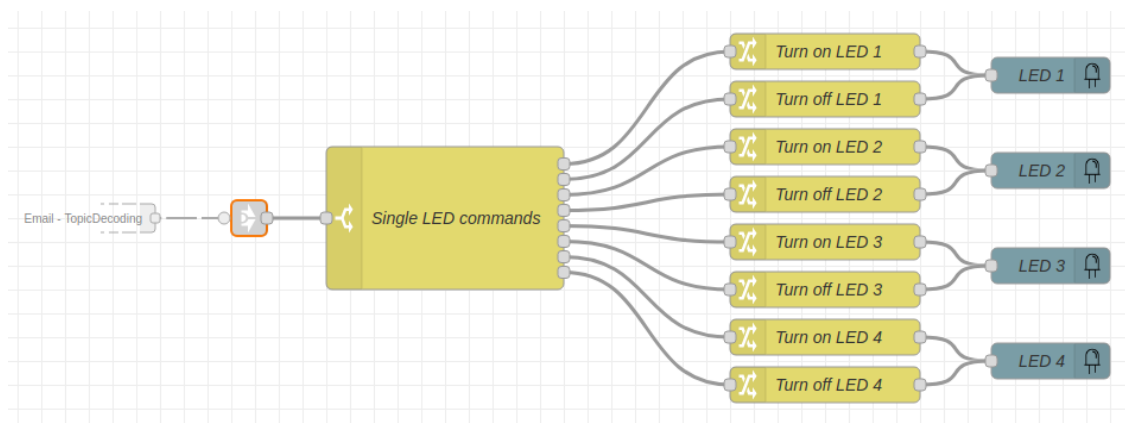 Turn on LED 1
LED 1
Turn off LED 1
Turn on LED 2
LED 2
Turn off LED 2
Email - TopicDecoding
Single LED commands
Turn on LED 3
LED 3
Turn off LED 3
Turn on LED 4
LED 4
Turn off LED 4